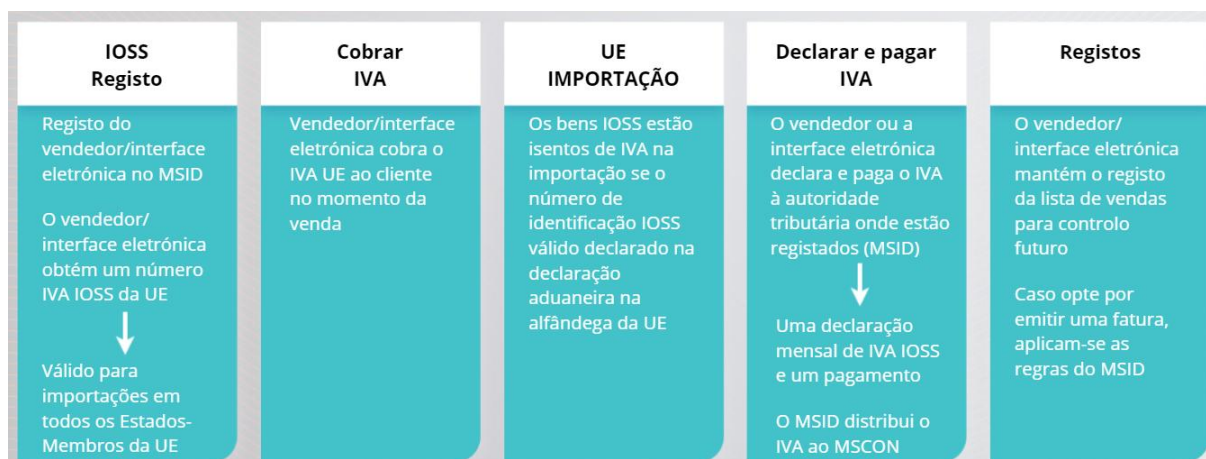 IOSS
Registo
Registo do
vendedor/interface
eletrónica no MSID
O vendedor/
interface eletrónica
obtém um número
IVA IOSS da UE
Válido para
importações em
todos os Estados-
Membros da UE
Cobrar
IVA
Vendedor/interface
eletrónica cobra o
IVA UE ao cliente
no momento da
venda
UE
IMPORTAÇÃO
Os bens IOSS estão
isentos de IVA na
importação se o
número de
identificação IOSS
válido declarado na
declaração
aduaneira na
alfândega da UE
Declarar e pagar
IVA
O vendedor ou a
interface eletrónica
declara e paga o IVA
à autoridade
tributária onde estão
registados (MSID)
Uma declaração
mensal de IVA IOSS
e um pagamento
O MSID distribui o
IVA ao MSCON
Registos
O vendedor/
interface eletrónica
mantém o registo
da lista de vendas
para controlo
futuro
Caso opte por
emitir uma fatura,
aplicam-se as
regras do MSID